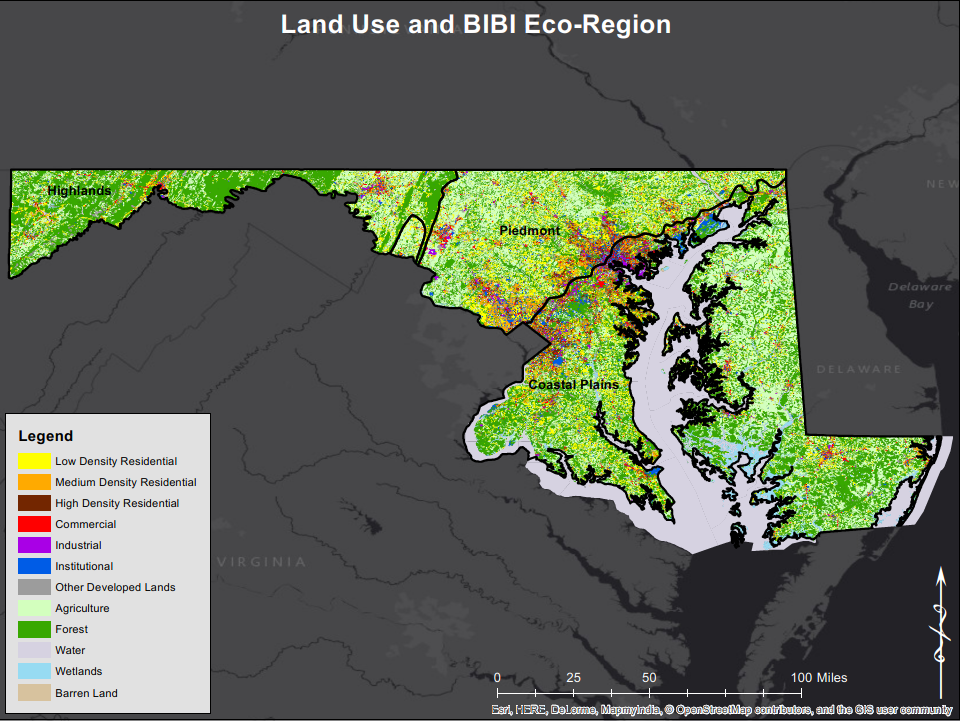 Land Use and BIBI Eco-Region
Highlands
Piedmont
Coastal Plains
NEW
Delaware
Bay
DELAWARE
VIRGINIA
Legend
Low Density Residential
Medium Density Residential
High Density Residential
Commercial
Industrial
Institutional
Other Developed Lands
Agriculture
Forest
Water
Wetlands
Barren Land
0 25 50 100 Miles
Esri, HERE, DeLorme, MapmyIndia, © OpenStreetMap contributors, and the GIS user community